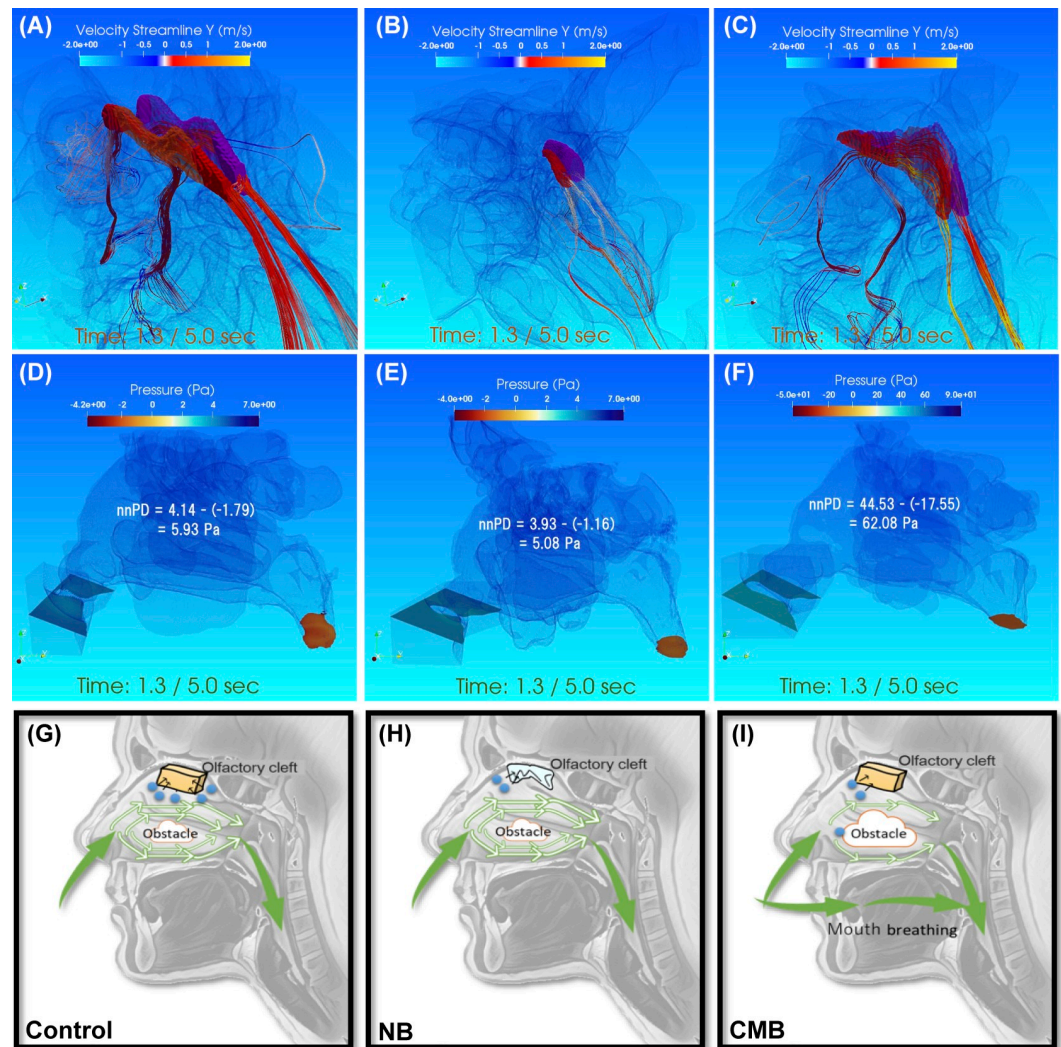 (A)
Velocity Streamline Y (m/s)
-2.0e+00 -1 0 0.5 1 2.0e+00
Time: 1.3 / 5.0 sec
(B)
Velocity Streamline Y (m/s)
-2.0e+00 -1 0 0.5 1 2.0e+00
Time: 1.3 / 5.0 sec
(C)
Velocity Streamline Y (m/s)
-2.0e+00 -1 0 0.5 1 2.0e+00
Time: 1.3 / 5.0 sec
(D)
Pressure (Pa)
-4.2e+00 -2 0 2 4 7.0e+00
nnPD = 4.14 - (-1.79)
= 5.93 Pa
Time: 1.3 / 5.0 sec
(E)
Pressure (Pa)
-4.0e+00 -2 0 2 4 7.0e+00
nnPD = 3.93 - (-1.16)
= 5.08 Pa
Time: 1.3 / 5.0 sec
(F)
Pressure (Pa)
-5.0e+01 -20 0 20 40 60 9.0e+01
nnPD = 44.53 - (-17.55)
= 62.08 Pa
Time: 1.3 / 5.0 sec
(G)
Olfactory cleft
Obstacle
Control
(H)
Olfactory cleft
Obstacle
NB
(I)
Olfactory cleft
Obstacle
Mouth breathing
CMB